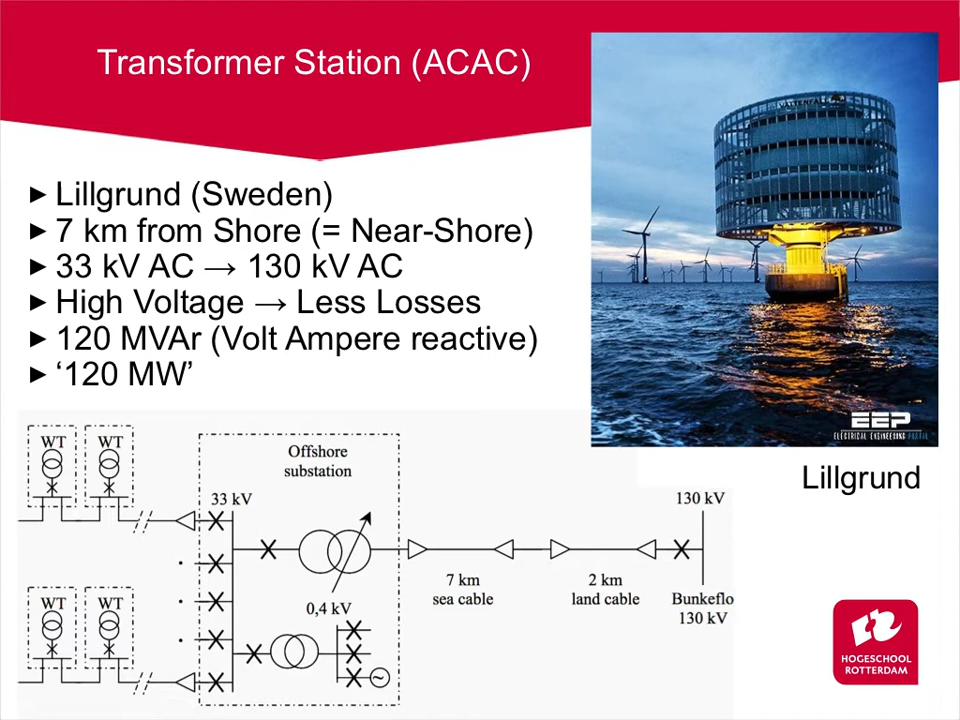 Transformer Station (ACAC)
VATTENFALL
► Lillgrund (Sweden)
► 7 km from Shore (= Near-Shore)
► 33 kV AC → 130 kV AC
► High Voltage → Less Losses
► 120 MVAr (Volt Ampere reactive)
► ‘120 MW’
EEP
ELECTRICAL ENGINEERING PORTAL
Lillgrund
WT WT
Offshore
substation
33 kV
130 kV
7 km
sea cable
2 km
land cable
Bunkeflo
130 kV
0,4 kV
WT WT
HOGESCHOOL
ROTTERDAM